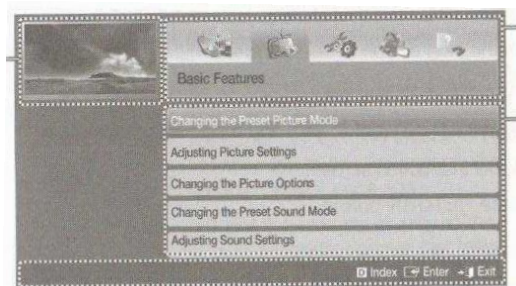 Basic Features
Changing the Preset Picture Mode
Adjusting Picture Settings
Changing the Picture Options
Changing the Preset Sound Mode
Adjusting Sound Settings
D Index Enter Exit